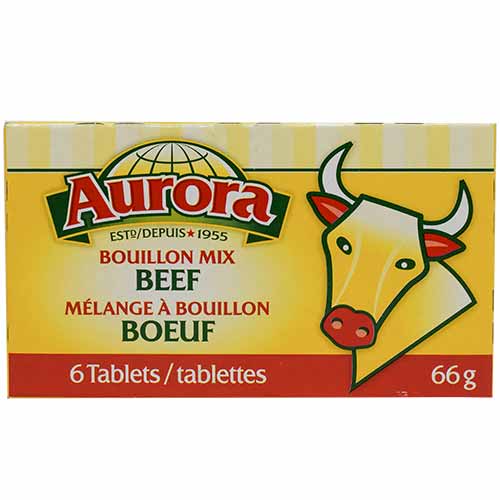 Aurora
ESTD/DEPUIS★1955
BOUILLON MIX
BEEF
MÉLANGE À BOUILLON
BOEUF
6 Tablets / tablettes
66 g